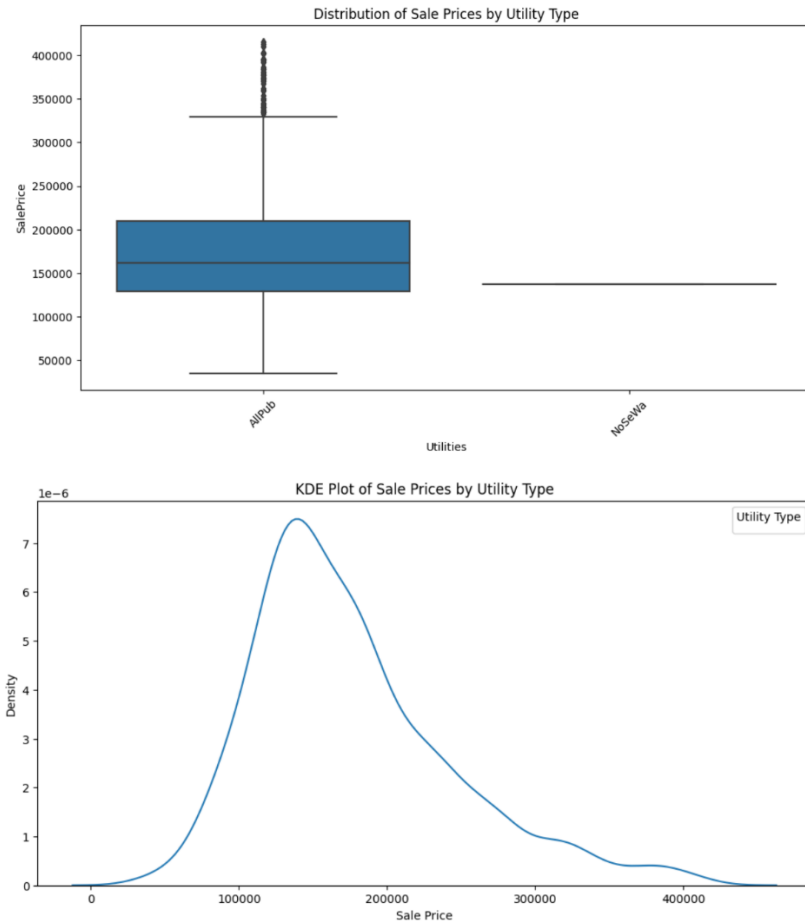 Distribution of Sale Prices by Utility Type
400000
350000
300000
250000
200000
150000
100000
50000
SalePrice
AllPub
NoSeWa
Utilities
KDE Plot of Sale Prices by Utility Type
1e−6
Utility Type
7
6
5
4
3
2
1
0
Density
0
100000
200000
300000
400000
Sale Price